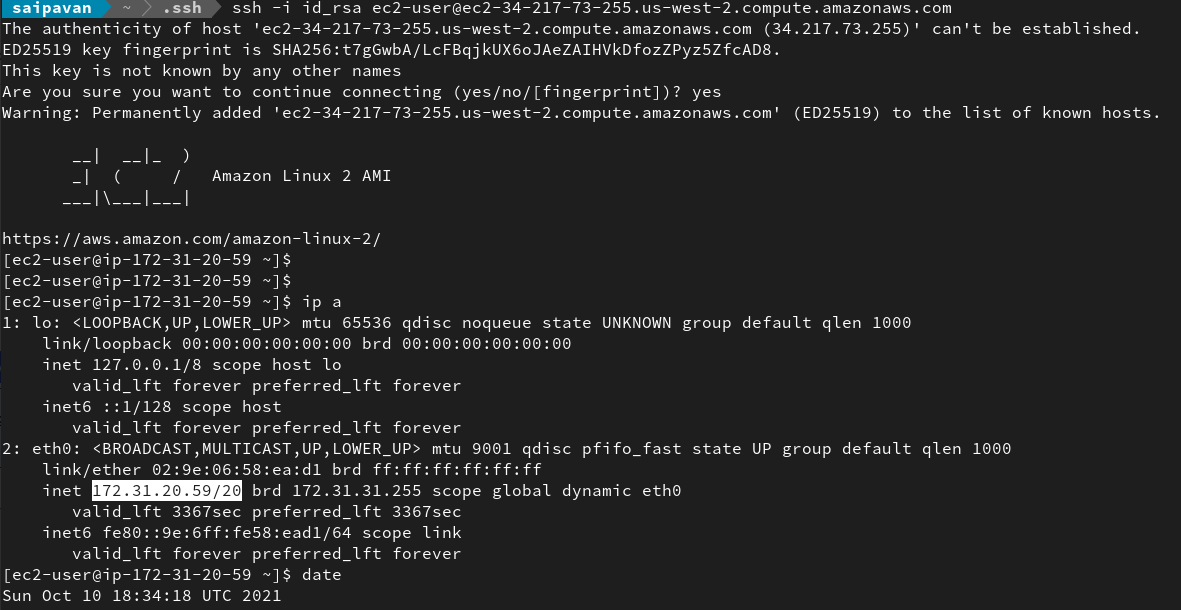 saipavan ~ .ssh ssh -i id_rsa ec2-user@ec2-34-217-73-255.us-west-2.compute.amazonaws.com
The authenticity of host 'ec2-34-217-73-255.us-west-2.compute.amazonaws.com (34.217.73.255)' can't be established.
ED25519 key fingerprint is SHA256:t7gGwbA/LcFBqjkUX6oJAeZAIHVkDfozZPyz5ZfcAD8.
This key is not known by any other names
Are you sure you want to continue connecting (yes/no/[fingerprint])? yes
Warning: Permanently added 'ec2-34-217-73-255.us-west-2.compute.amazonaws.com' (ED25519) to the list of known hosts.
       __|  __|_  )
       _|  (     /   Amazon Linux 2 AMI
      ___|\___|___|
https://aws.amazon.com/amazon-linux-2/
[ec2-user@ip-172-31-20-59 ~]$
[ec2-user@ip-172-31-20-59 ~]$
[ec2-user@ip-172-31-20-59 ~]$ ip a
1: lo: <LOOPBACK,UP,LOWER_UP> mtu 65536 qdisc noqueue state UNKNOWN group default qlen 1000
    link/loopback 00:00:00:00:00:00 brd 00:00:00:00:00:00
    inet 127.0.0.1/8 scope host lo
       valid_lft forever preferred_lft forever
    inet6 ::1/128 scope host
       valid_lft forever preferred_lft forever
2: eth0: <BROADCAST,MULTICAST,UP,LOWER_UP> mtu 9001 qdisc pfifo_fast state UP group default qlen 1000
    link/ether 02:9e:06:58:ea:d1 brd ff:ff:ff:ff:ff:ff
    inet 172.31.20.59/20 brd 172.31.31.255 scope global dynamic eth0
       valid_lft 3367sec preferred_lft 3367sec
    inet6 fe80::9e:6ff:fe58:ead1/64 scope link
       valid_lft forever preferred_lft forever
[ec2-user@ip-172-31-20-59 ~]$ date
Sun Oct 10 18:34:18 UTC 2021